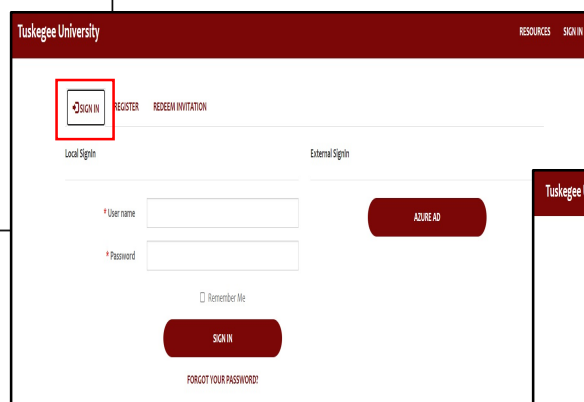 Tuskegee University
RESOURCES SIGN IN
SIGN IN REGISTER REDEEM INVITATION
Local SignIn
External SignIn
* User name
AZURE AD
* Password
Remember Me
SIGN IN
FORGOT YOUR PASSWORD?
Tuskegee